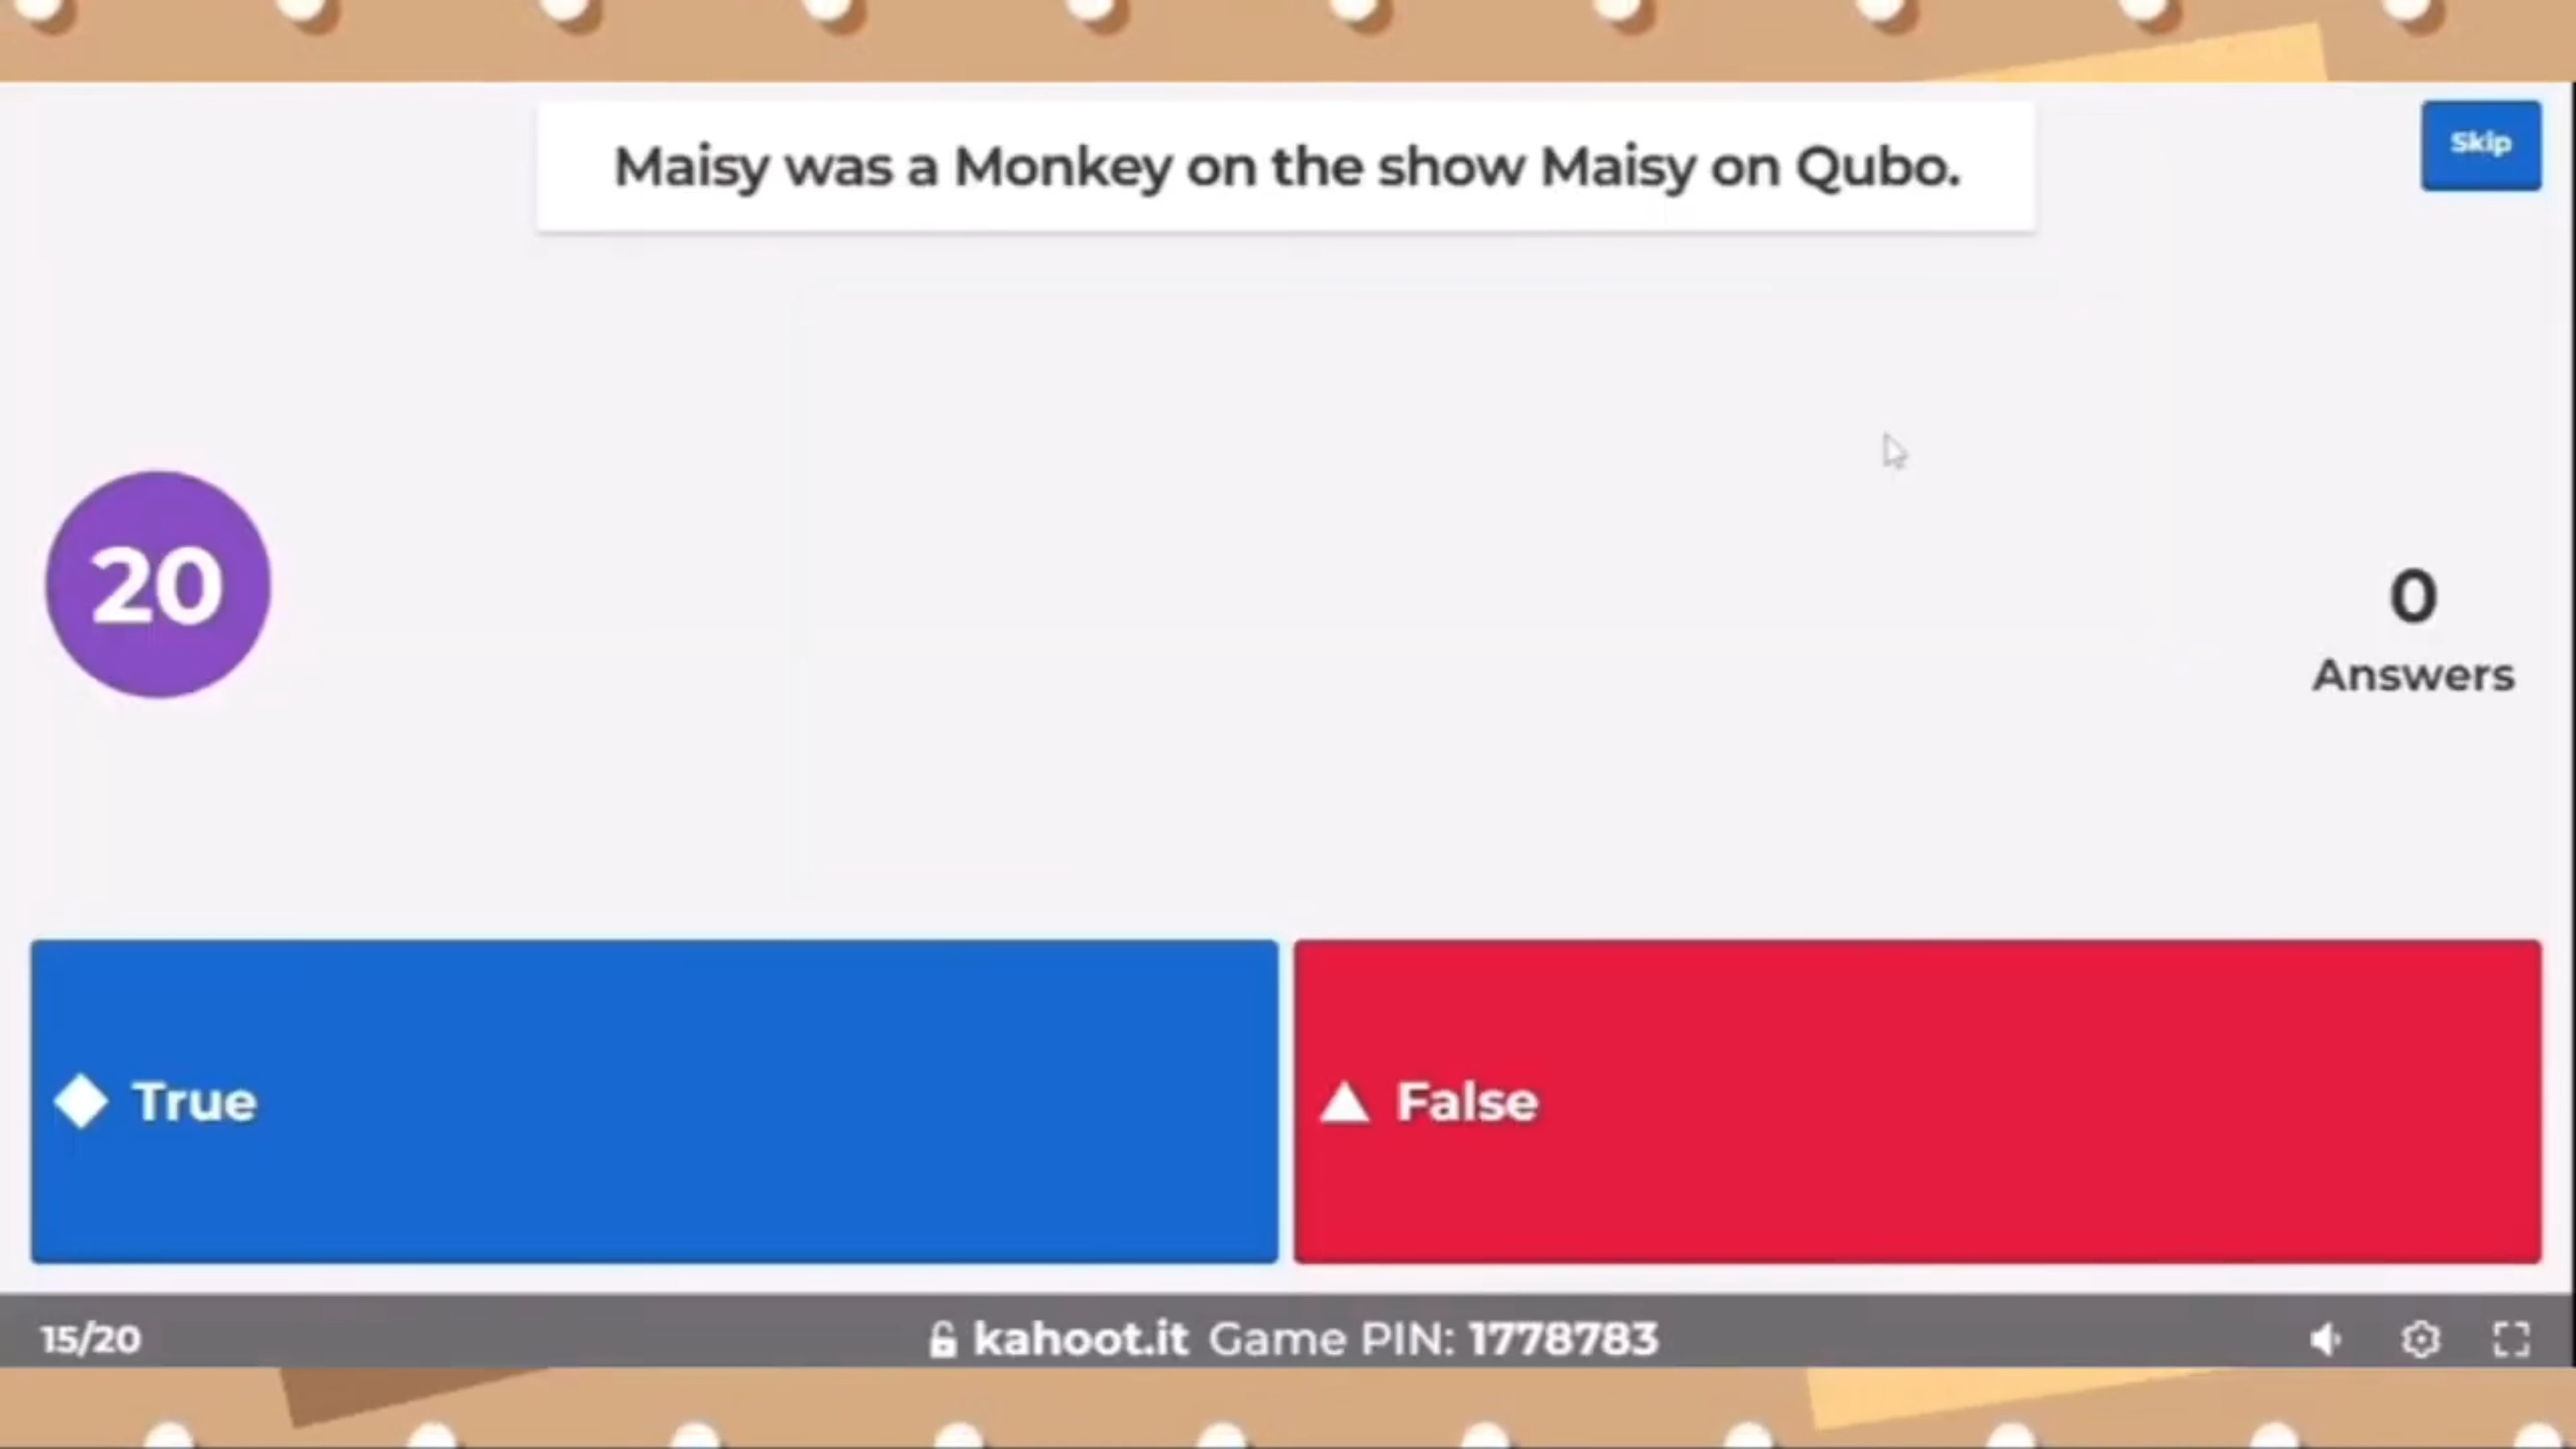 Maisy was a Monkey on the show Maisy on Qubo.
Skip
20
0
Answers
True
False
15/20
kahoot.it Game PIN: 1778783